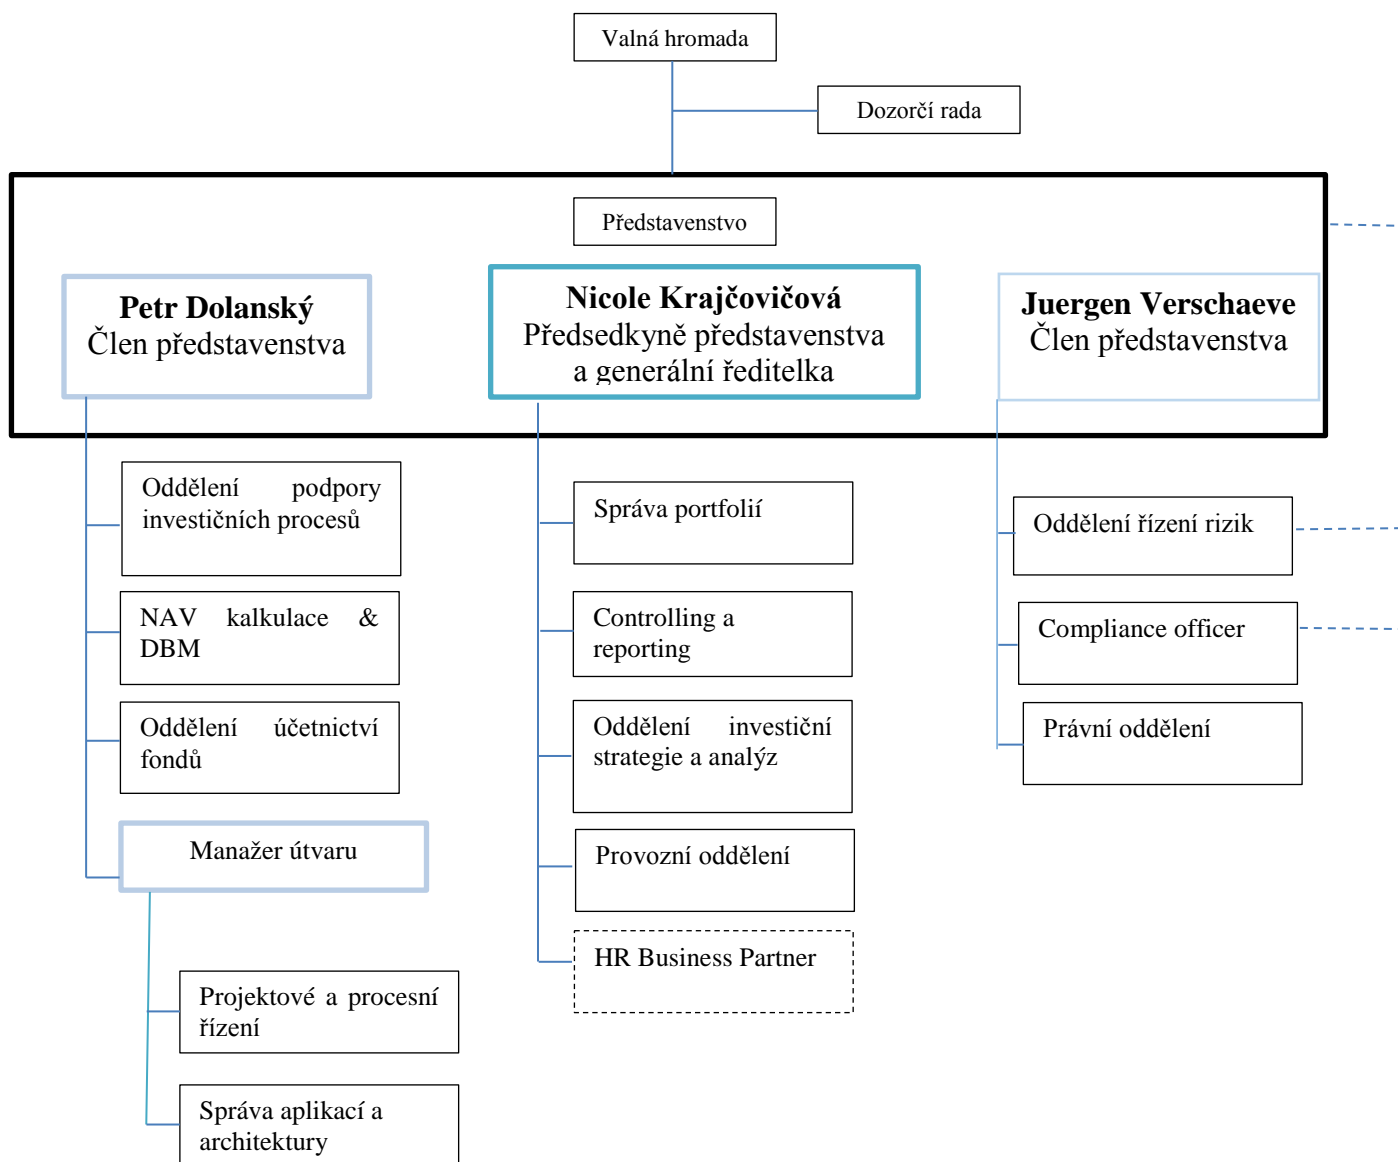 Valná hromada
Dozorčí rada
Představenstvo
Petr Dolanský
Člen představenstva
Nicole Krajčovičová
Předsedkyně představenstva
a generální ředitelka
Juergen Verschaeve
Člen představenstva
Oddělení podpory
investičních procesů
NAV kalkulace &
DBM
Oddělení účetnictví
fondů
Manažer útvaru
Projektové a procesní
řízení
Správa aplikací a
architektury
Správa portfolií
Controlling a
reporting
Oddělení investiční
strategie a analýz
Provozní oddělení
HR Business Partner
Oddělení řízení rizik
Compliance officer
Právní oddělení